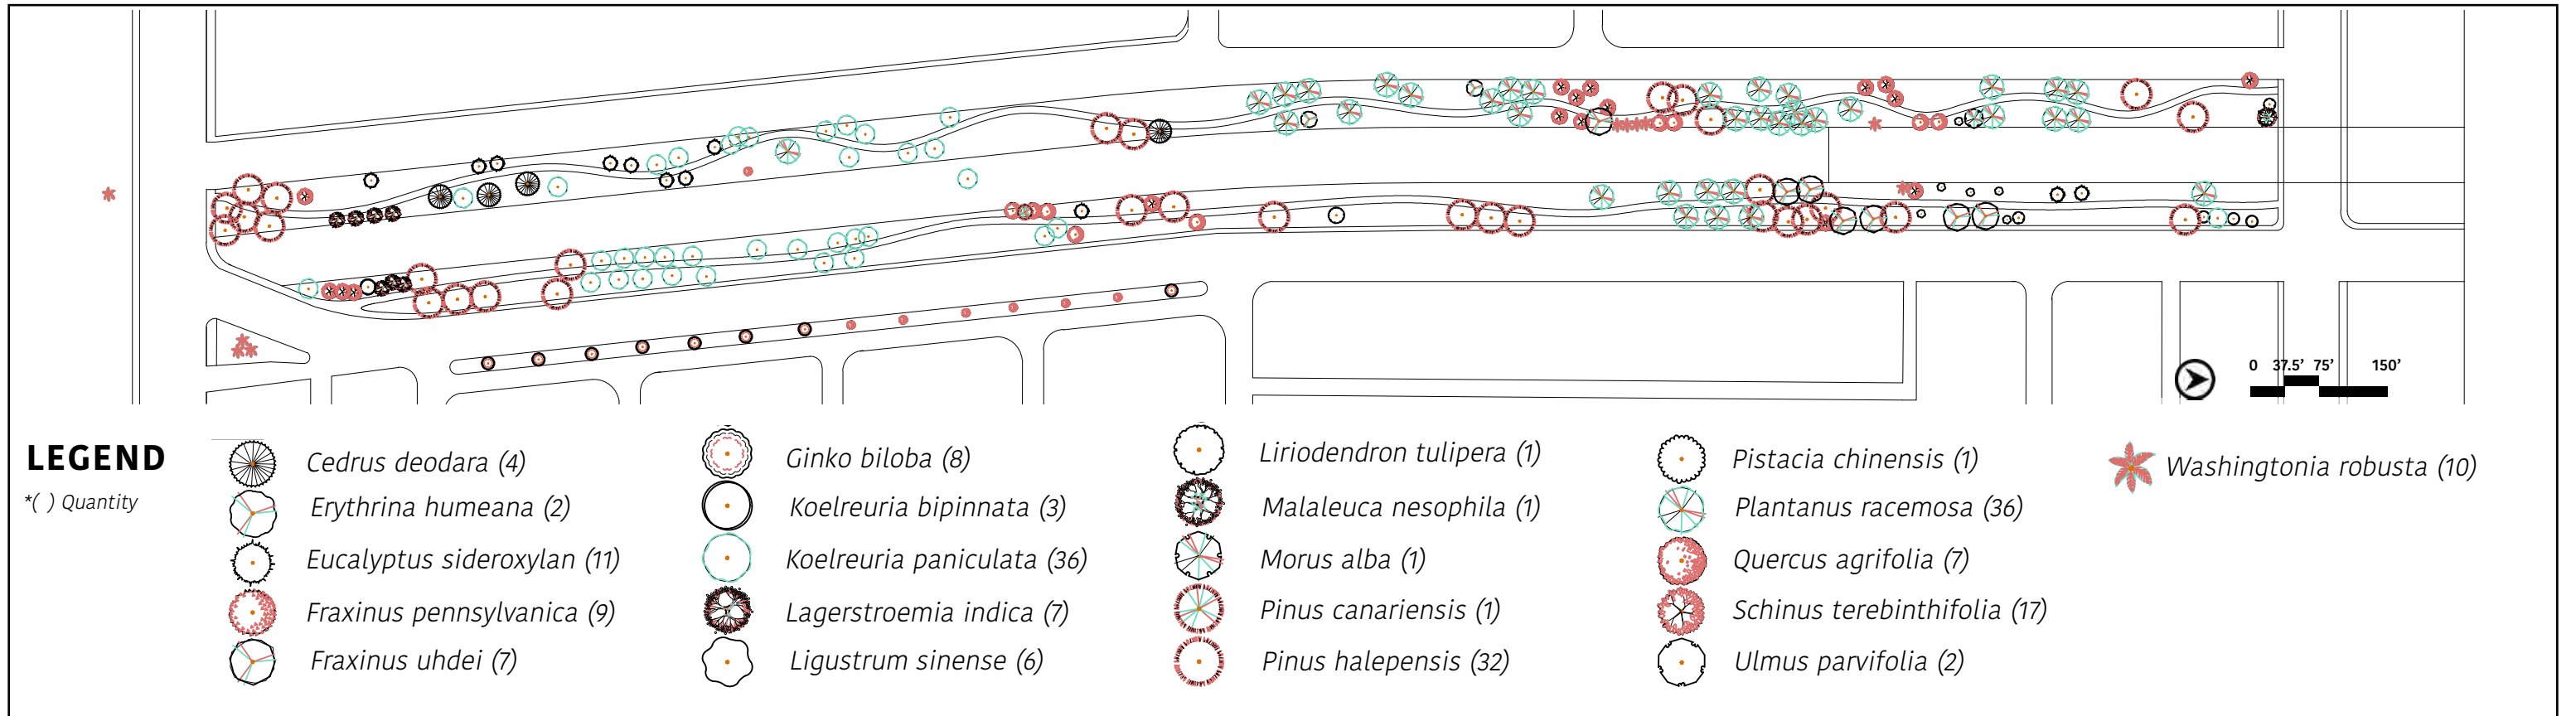 0 37.5' 75' 150'
LEGEND
*( ) Quantity
Cedrus deodara (4)
Erythrina humeana (2)
Eucalyptus sideroxylan (11)
Fraxinus pennsylvanica (9)
Fraxinus uhdei (7)
Ginko biloba (8)
Koelreuria bipinnata (3)
Koelreuria paniculata (36)
Lagerstroemia indica (7)
Ligustrum sinense (6)
Liriodendron tulipera (1)
Malaleuca nesophila (1)
Morus alba (1)
Pinus canariensis (1)
Pinus halepensis (32)
Pistacia chinensis (1)
Plantanus racemosa (36)
Quercus agrifolia (7)
Schinus terebinthifolia (17)
Ulmus parvifolia (2)
Washingtonia robusta (10)